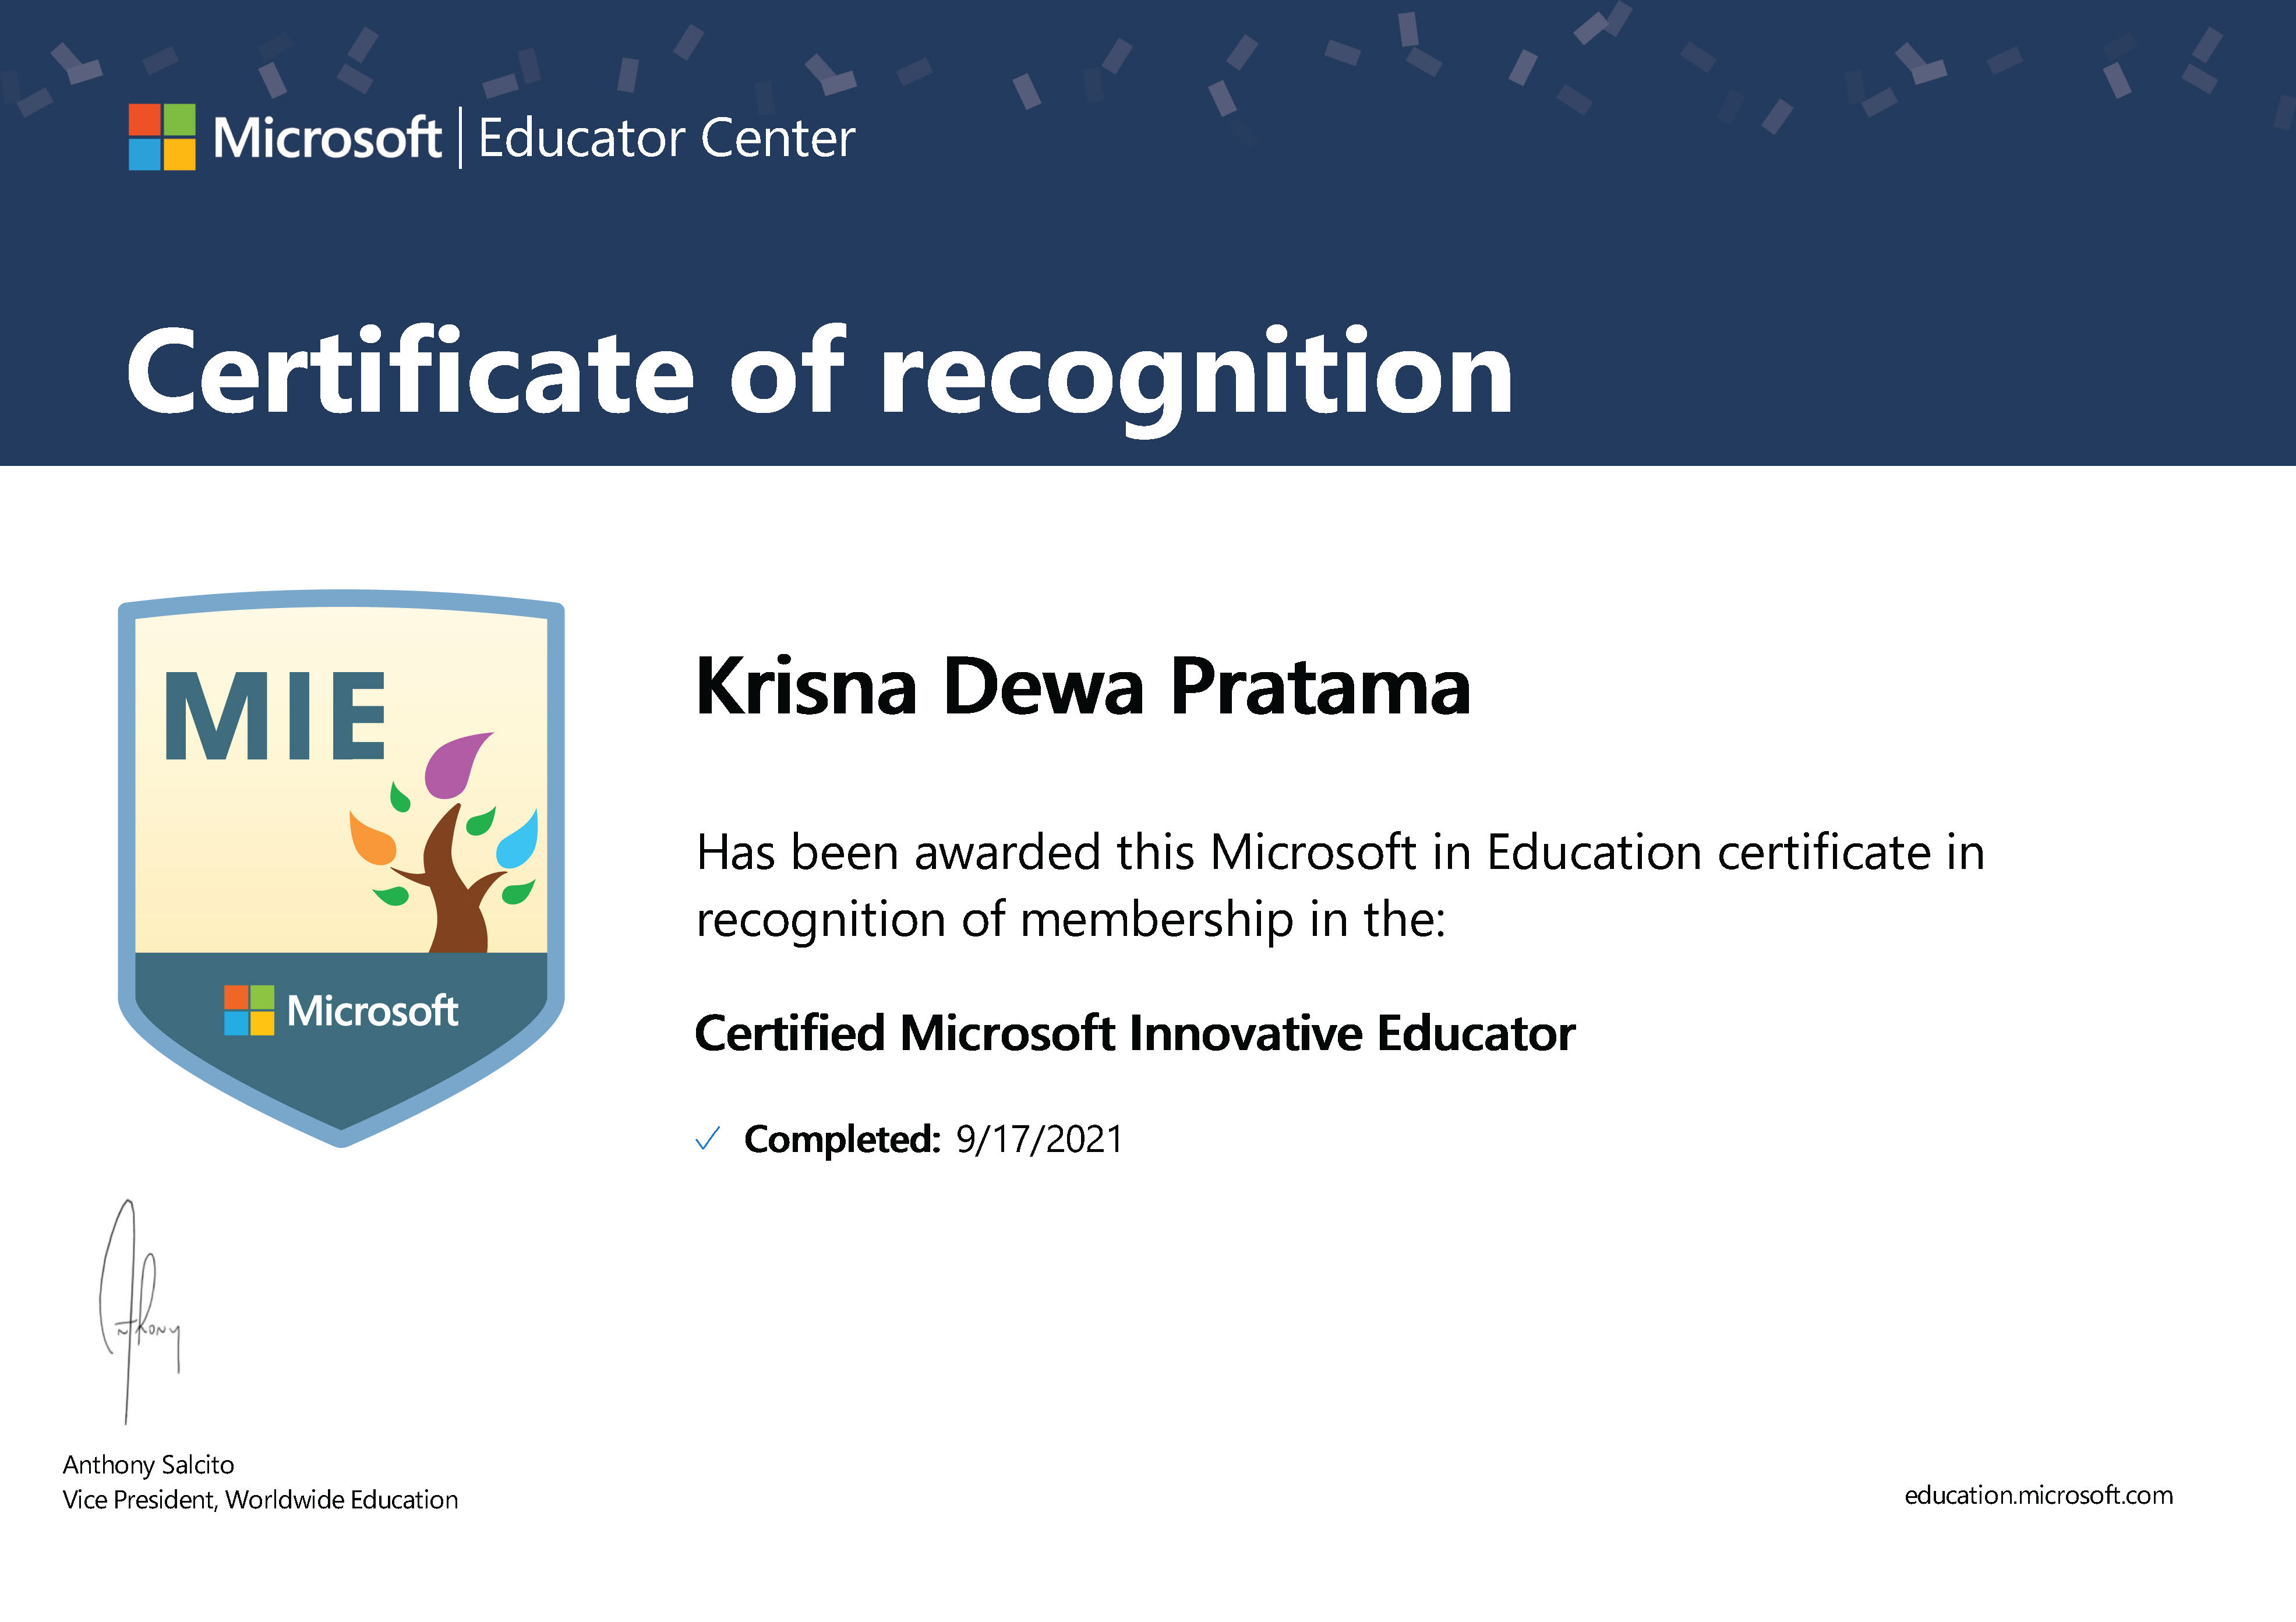 Microsoft | Educator Center
Certificate of recognition
MIE
Microsoft
Krisna Dewa Pratama
Has been awarded this Microsoft in Education certificate in
recognition of membership in the:
Certified Microsoft Innovative Educator
✓ Completed: 9/17/2021
Anthony
Anthony Salcito
Vice President, Worldwide Education
education.microsoft.com